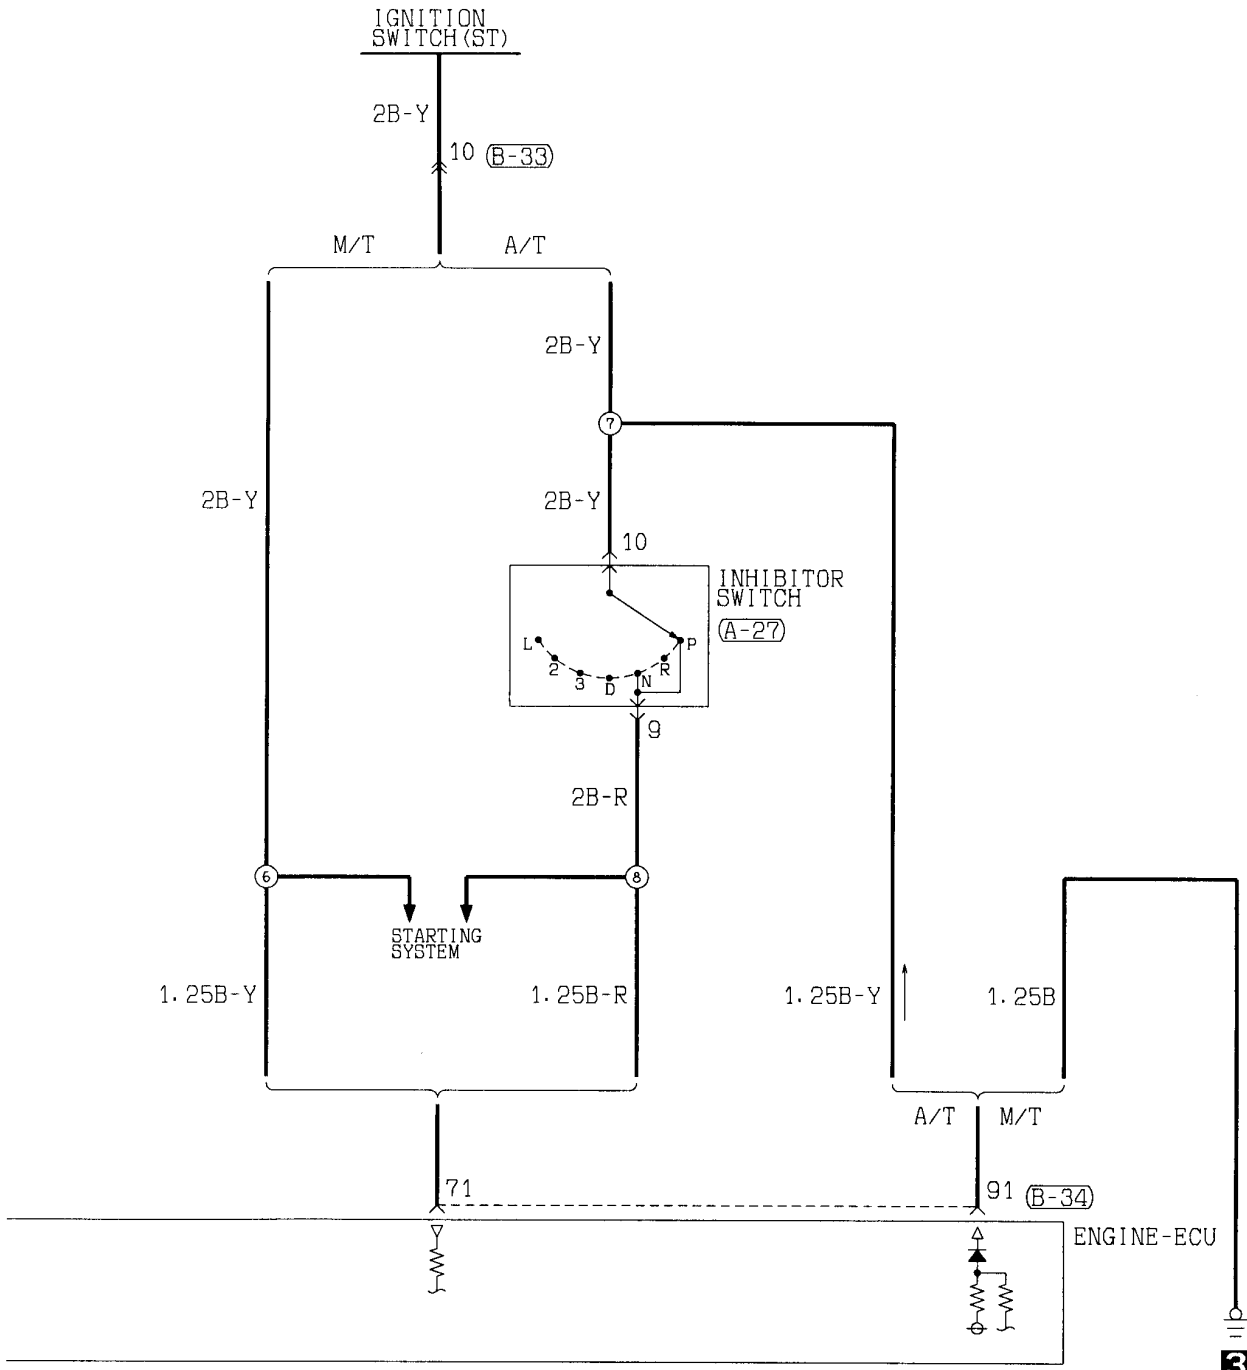 IGNITION
SWITCH(ST)
2B-Y
10 B-33
M/T A/T
2B-Y
7
2B-Y 2B-Y
10
INHIBITOR
SWITCH
A-27
L P
2 R
3 D N
9
2B-R
6 8
STARTING
SYSTEM
1.25B-Y 1.25B-R 1.25B-Y 1.25B
A/T M/T
71 91 B-34
ENGINE-ECU
3